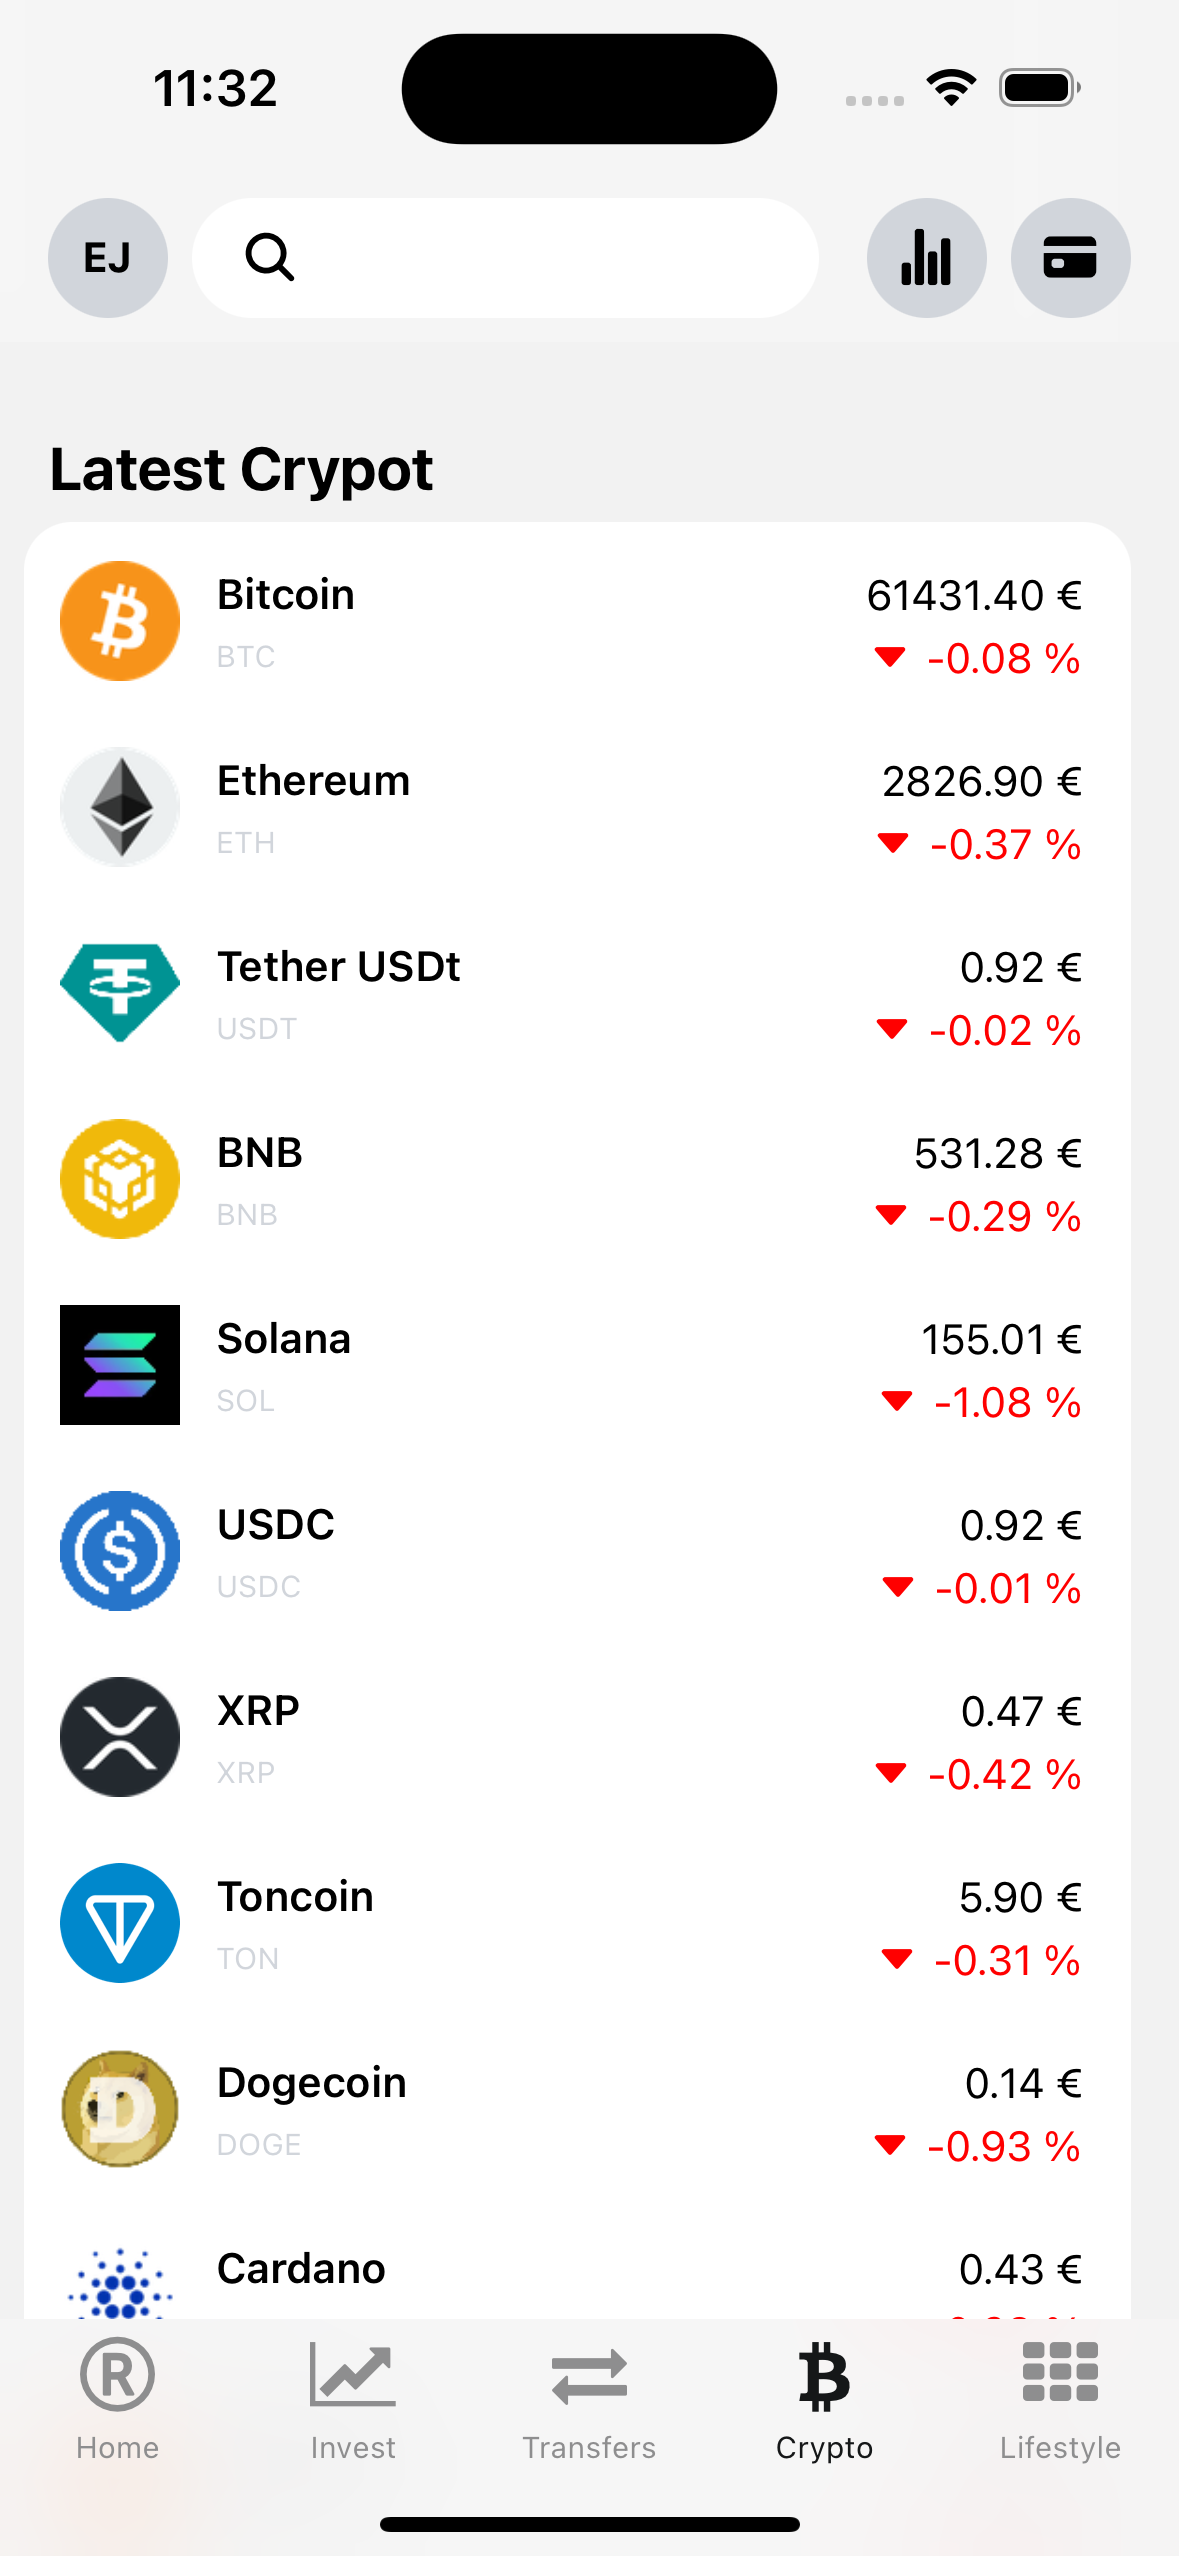 11:32
EJ
Latest Crypot
Bitcoin 61431.40 €
BTC -0.08 %
Ethereum 2826.90 €
ETH -0.37 %
Tether USDt 0.92 €
USDT -0.02 %
BNB 531.28 €
BNB -0.29 %
Solana 155.01 €
SOL -1.08 %
USDC 0.92 €
USDC -0.01 %
XRP 0.47 €
XRP -0.42 %
Toncoin 5.90 €
TON -0.31 %
Dogecoin 0.14 €
DOGE -0.93 %
Cardano 0.43 €
Home Invest Transfers Crypto Lifestyle